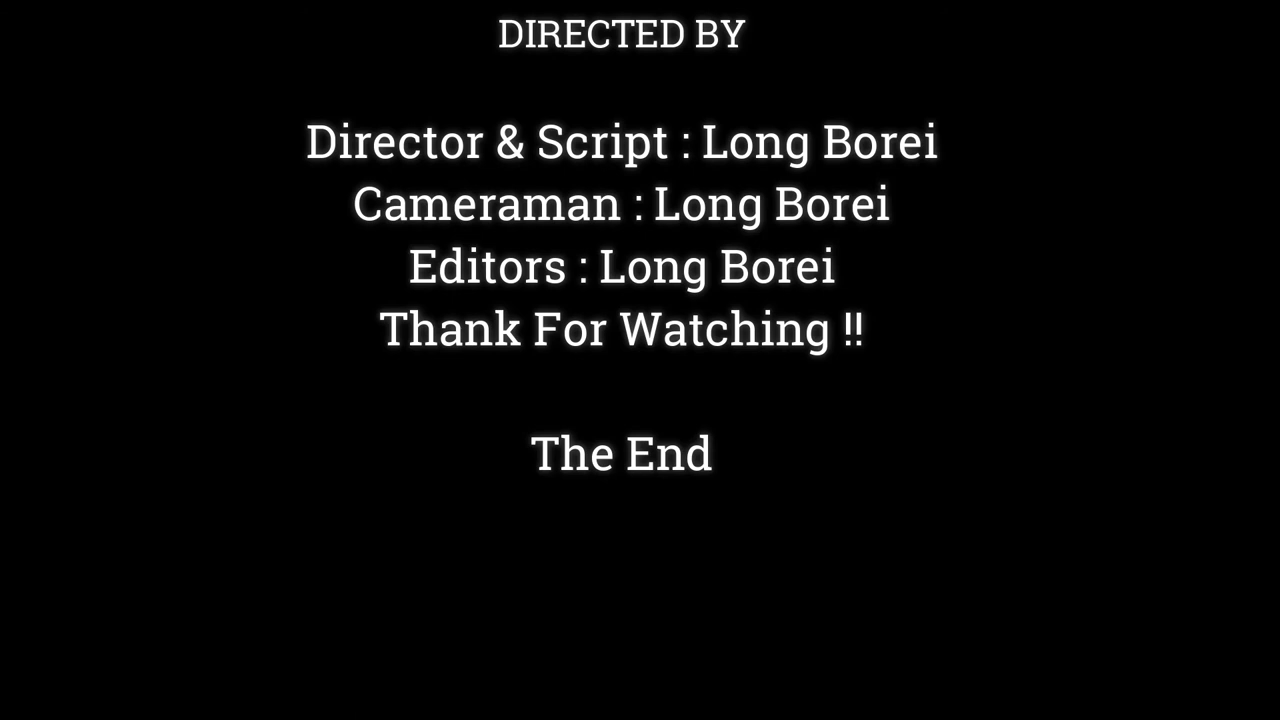 DIRECTED BY
Director & Script : Long Borei
Cameraman : Long Borei
Editors : Long Borei
Thank For Watching !!
The End